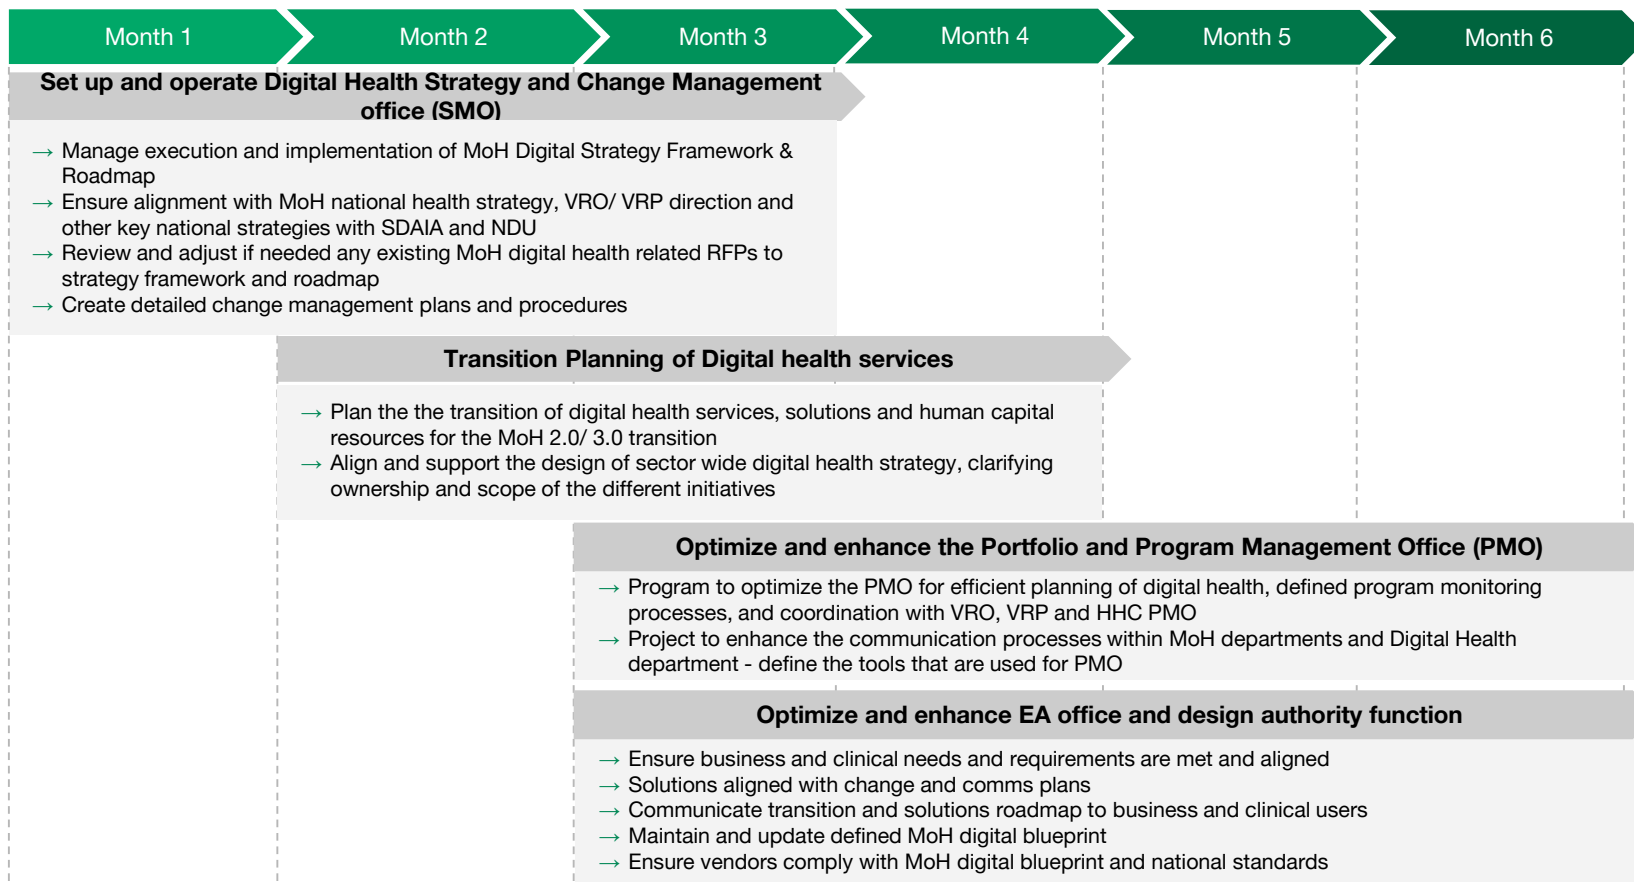 Month 1
Month 2
Month 3
Month 4
Month 5
Month 6
Set up and operate Digital Health Strategy and Change Management
office (SMO)
→ Manage execution and implementation of MoH Digital Strategy Framework &
Roadmap
→ Ensure alignment with MoH national health strategy, VRO/ VRP direction and
other key national strategies with SDAIA and NDU
→ Review and adjust if needed any existing MoH digital health related RFPs to
strategy framework and roadmap
→ Create detailed change management plans and procedures
Transition Planning of Digital health services
→ Plan the the transition of digital health services, solutions and human capital
resources for the MoH 2.0/ 3.0 transition
→ Align and support the design of sector wide digital health strategy, clarifying
ownership and scope of the different initiatives
Optimize and enhance the Portfolio and Program Management Office (PMO)
→ Program to optimize the PMO for efficient planning of digital health, defined program monitoring
processes, and coordination with VRO, VRP and HHC PMO
→ Project to enhance the communication processes within MoH departments and Digital Health
department - define the tools that are used for PMO
Optimize and enhance EA office and design authority function
→ Ensure business and clinical needs and requirements are met and aligned
→ Solutions aligned with change and comms plans
→ Communicate transition and solutions roadmap to business and clinical users
→ Maintain and update defined MoH digital blueprint
→ Ensure vendors comply with MoH digital blueprint and national standards